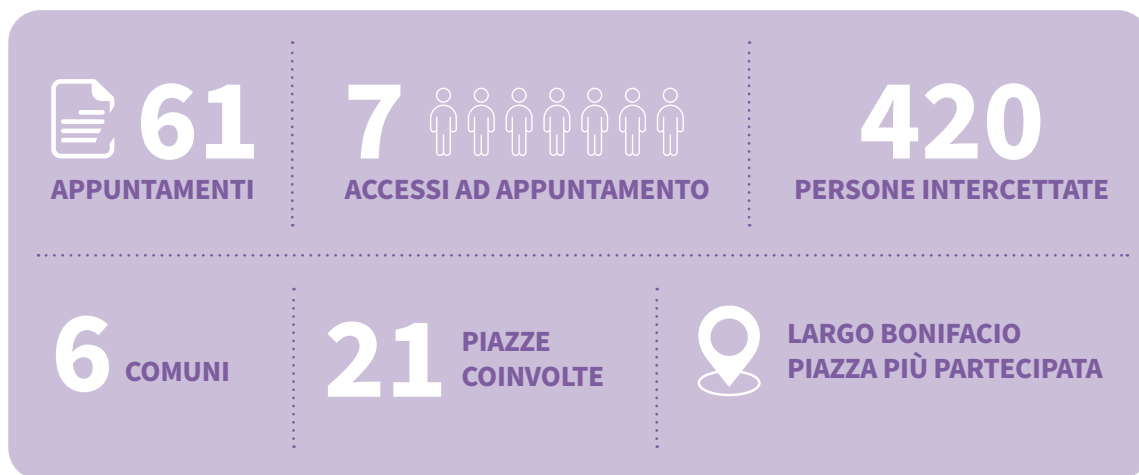 61
APPUNTAMENTI
7
ACCESSI AD APPUNTAMENTO
420
PERSONE INTERCETTATE
6 COMUNI
21
PIAZZE
COINVOLTE
LARGO BONIFACIO
PIAZZA PIÙ PARTECIPATA